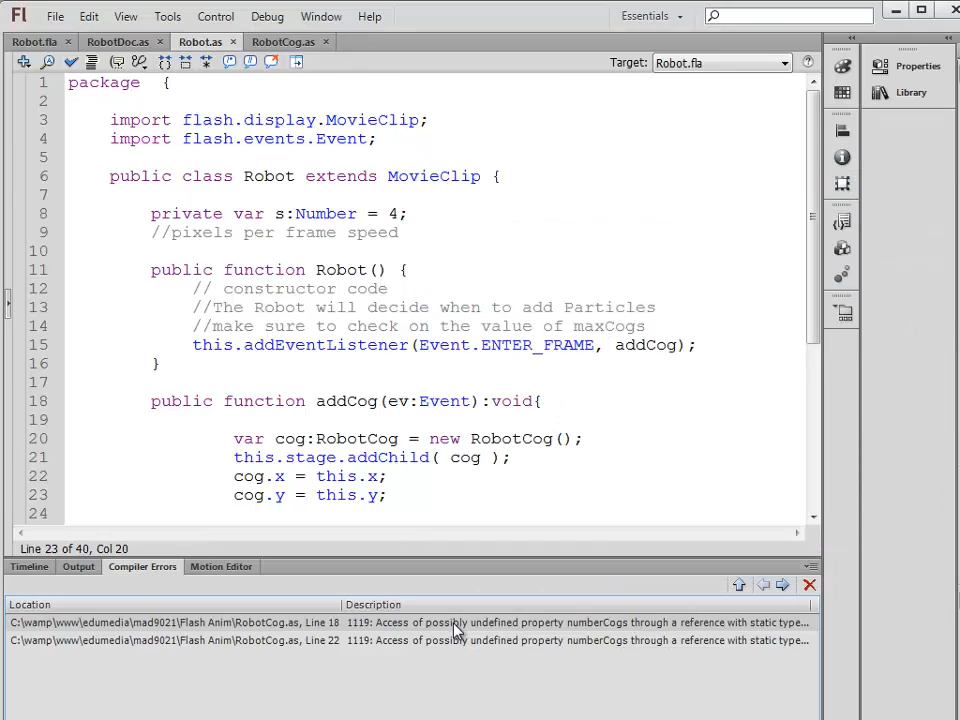 Fl File Edit View Tools Control Debug Window Help Essentials
Robot.fla × RobotDoc.as × Robot.as × RobotCog.as ×
Target: Robot.fla
Properties
Library
1 package {
2
3 import flash.display.MovieClip;
4 import flash.events.Event;
5
6 public class Robot extends MovieClip {
7
8 private var s:Number = 4;
9 //pixels per frame speed
10
11 public function Robot() {
12 // constructor code
13 //The Robot will decide when to add Particles
14 //make sure to check on the value of maxCogs
15 this.addEventListener(Event.ENTER_FRAME, addCog);
16 }
17
18 public function addCog(ev:Event):void{
19
20 var cog:RobotCog = new RobotCog();
21 this.stage.addChild( cog );
22 cog.x = this.x;
23 cog.y = this.y;
24
Line 23 of 40, Col 20
Timeline Output Compiler Errors Motion Editor
Location Description
C:\wamp\www\edumedia\mad9021\Flash Anim\RobotCog.as, Line 18 1119: Access of possibly undefined property numberCogs through a reference with static type...
C:\wamp\www\edumedia\mad9021\Flash Anim\RobotCog.as, Line 22 1119: Access of possibly undefined property numberCogs through a reference with static type...